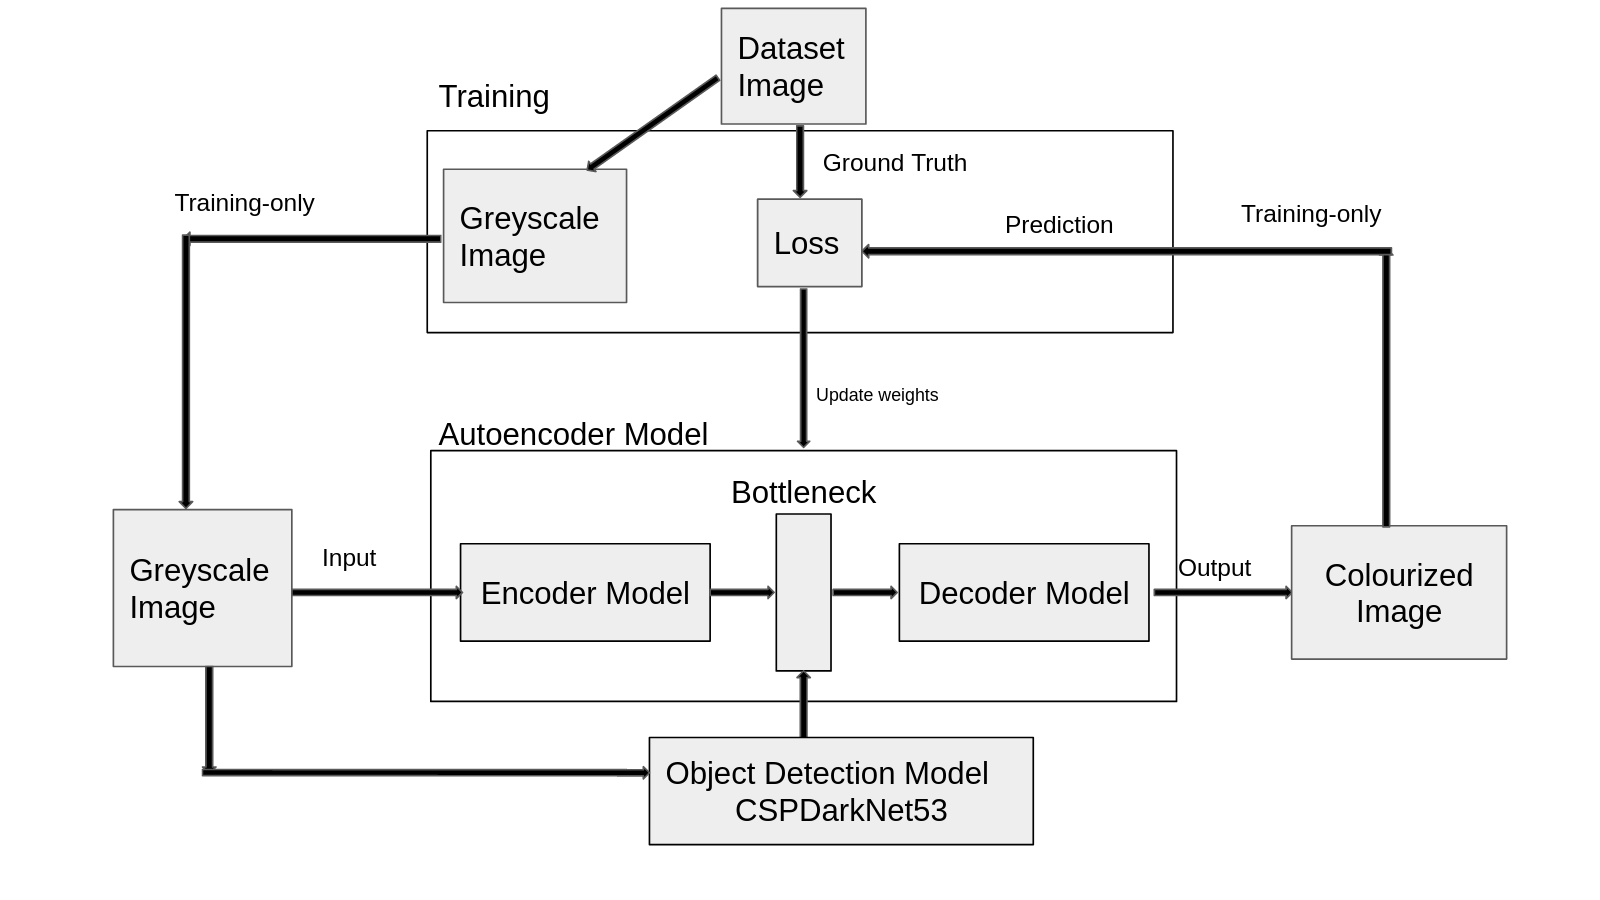 Dataset
Image
Training
Ground Truth
Training-only
Greyscale
Image
Loss
Prediction
Training-only
Update weights
Autoencoder Model
Bottleneck
Greyscale
Image
Input
Encoder Model
Decoder Model
Output
Colourized
Image
Object Detection Model
CSPDarkNet53